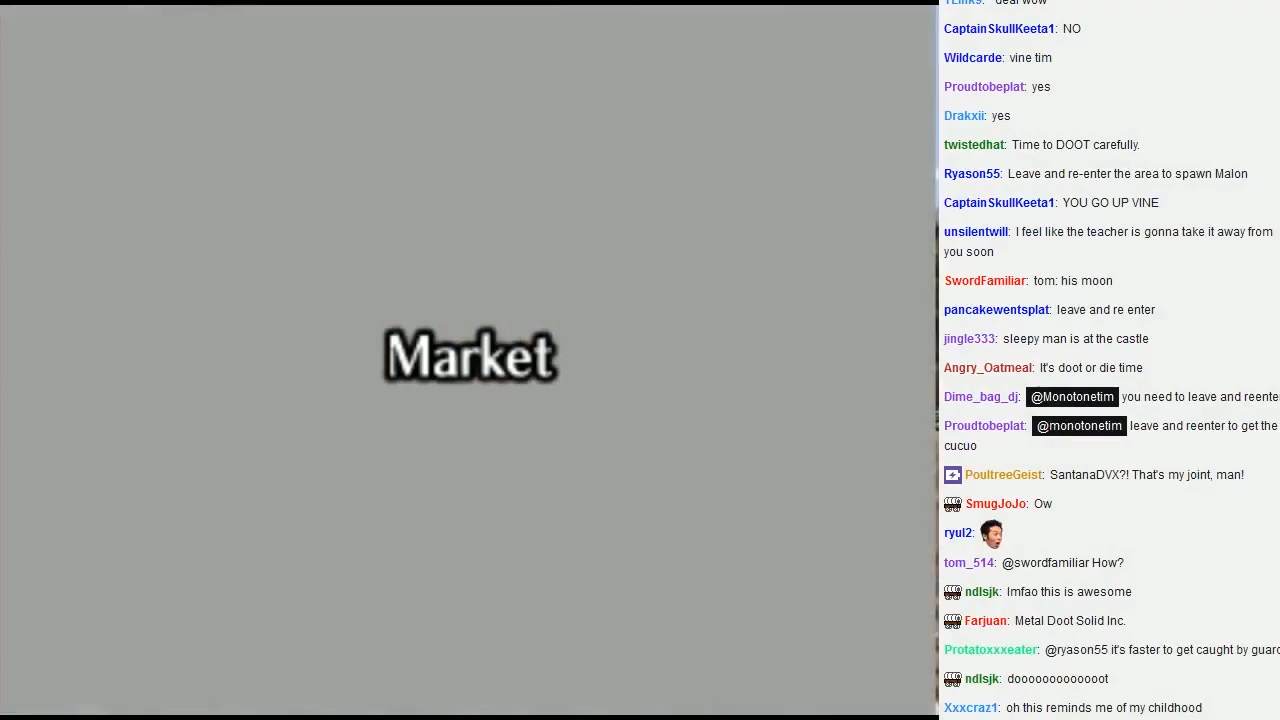 Market
TLink9: deal wow
CaptainSkullKeeta1: NO
Wildcarde: vine tim
Proudtobeplat: yes
Drakxii: yes
twistedhat: Time to DOOT carefully.
Ryason55: Leave and re-enter the area to spawn Malon
CaptainSkullKeeta1: YOU GO UP VINE
unsilentwill: I feel like the teacher is gonna take it away from
you soon
SwordFamiliar: tom: his moon
pancakewentsplat: leave and re enter
jingle333: sleepy man is at the castle
Angry_Oatmeal: It's doot or die time
Dime_bag_dj: @Monotonetim you need to leave and reente
Proudtobeplat: @monotonetim leave and reenter to get the
cucuo
PoultreeGeist: SantanaDVX?! That's my joint, man!
SmugJoJo: Ow
ryul2:
tom_514: @swordfamiliar How?
ndlsjk: lmfao this is awesome
Farjuan: Metal Doot Solid Inc.
Protatoxxxeater: @ryason55 it's faster to get caught by guar
ndlsjk: dooooooooooooot
Xxxcraz1: oh this reminds me of my childhood